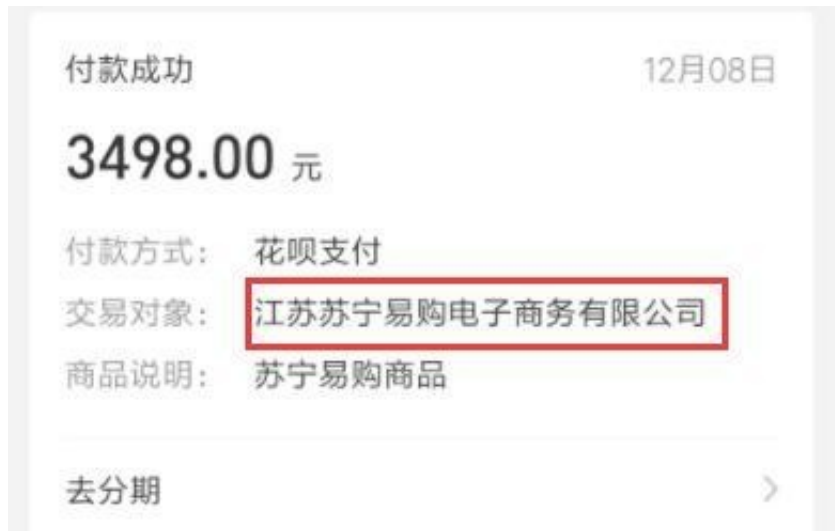 付款成功 12月08日
3498.00 元
付款方式： 花呗支付
交易对象： 江苏苏宁易购电子商务有限公司
商品说明： 苏宁易购商品
去分期